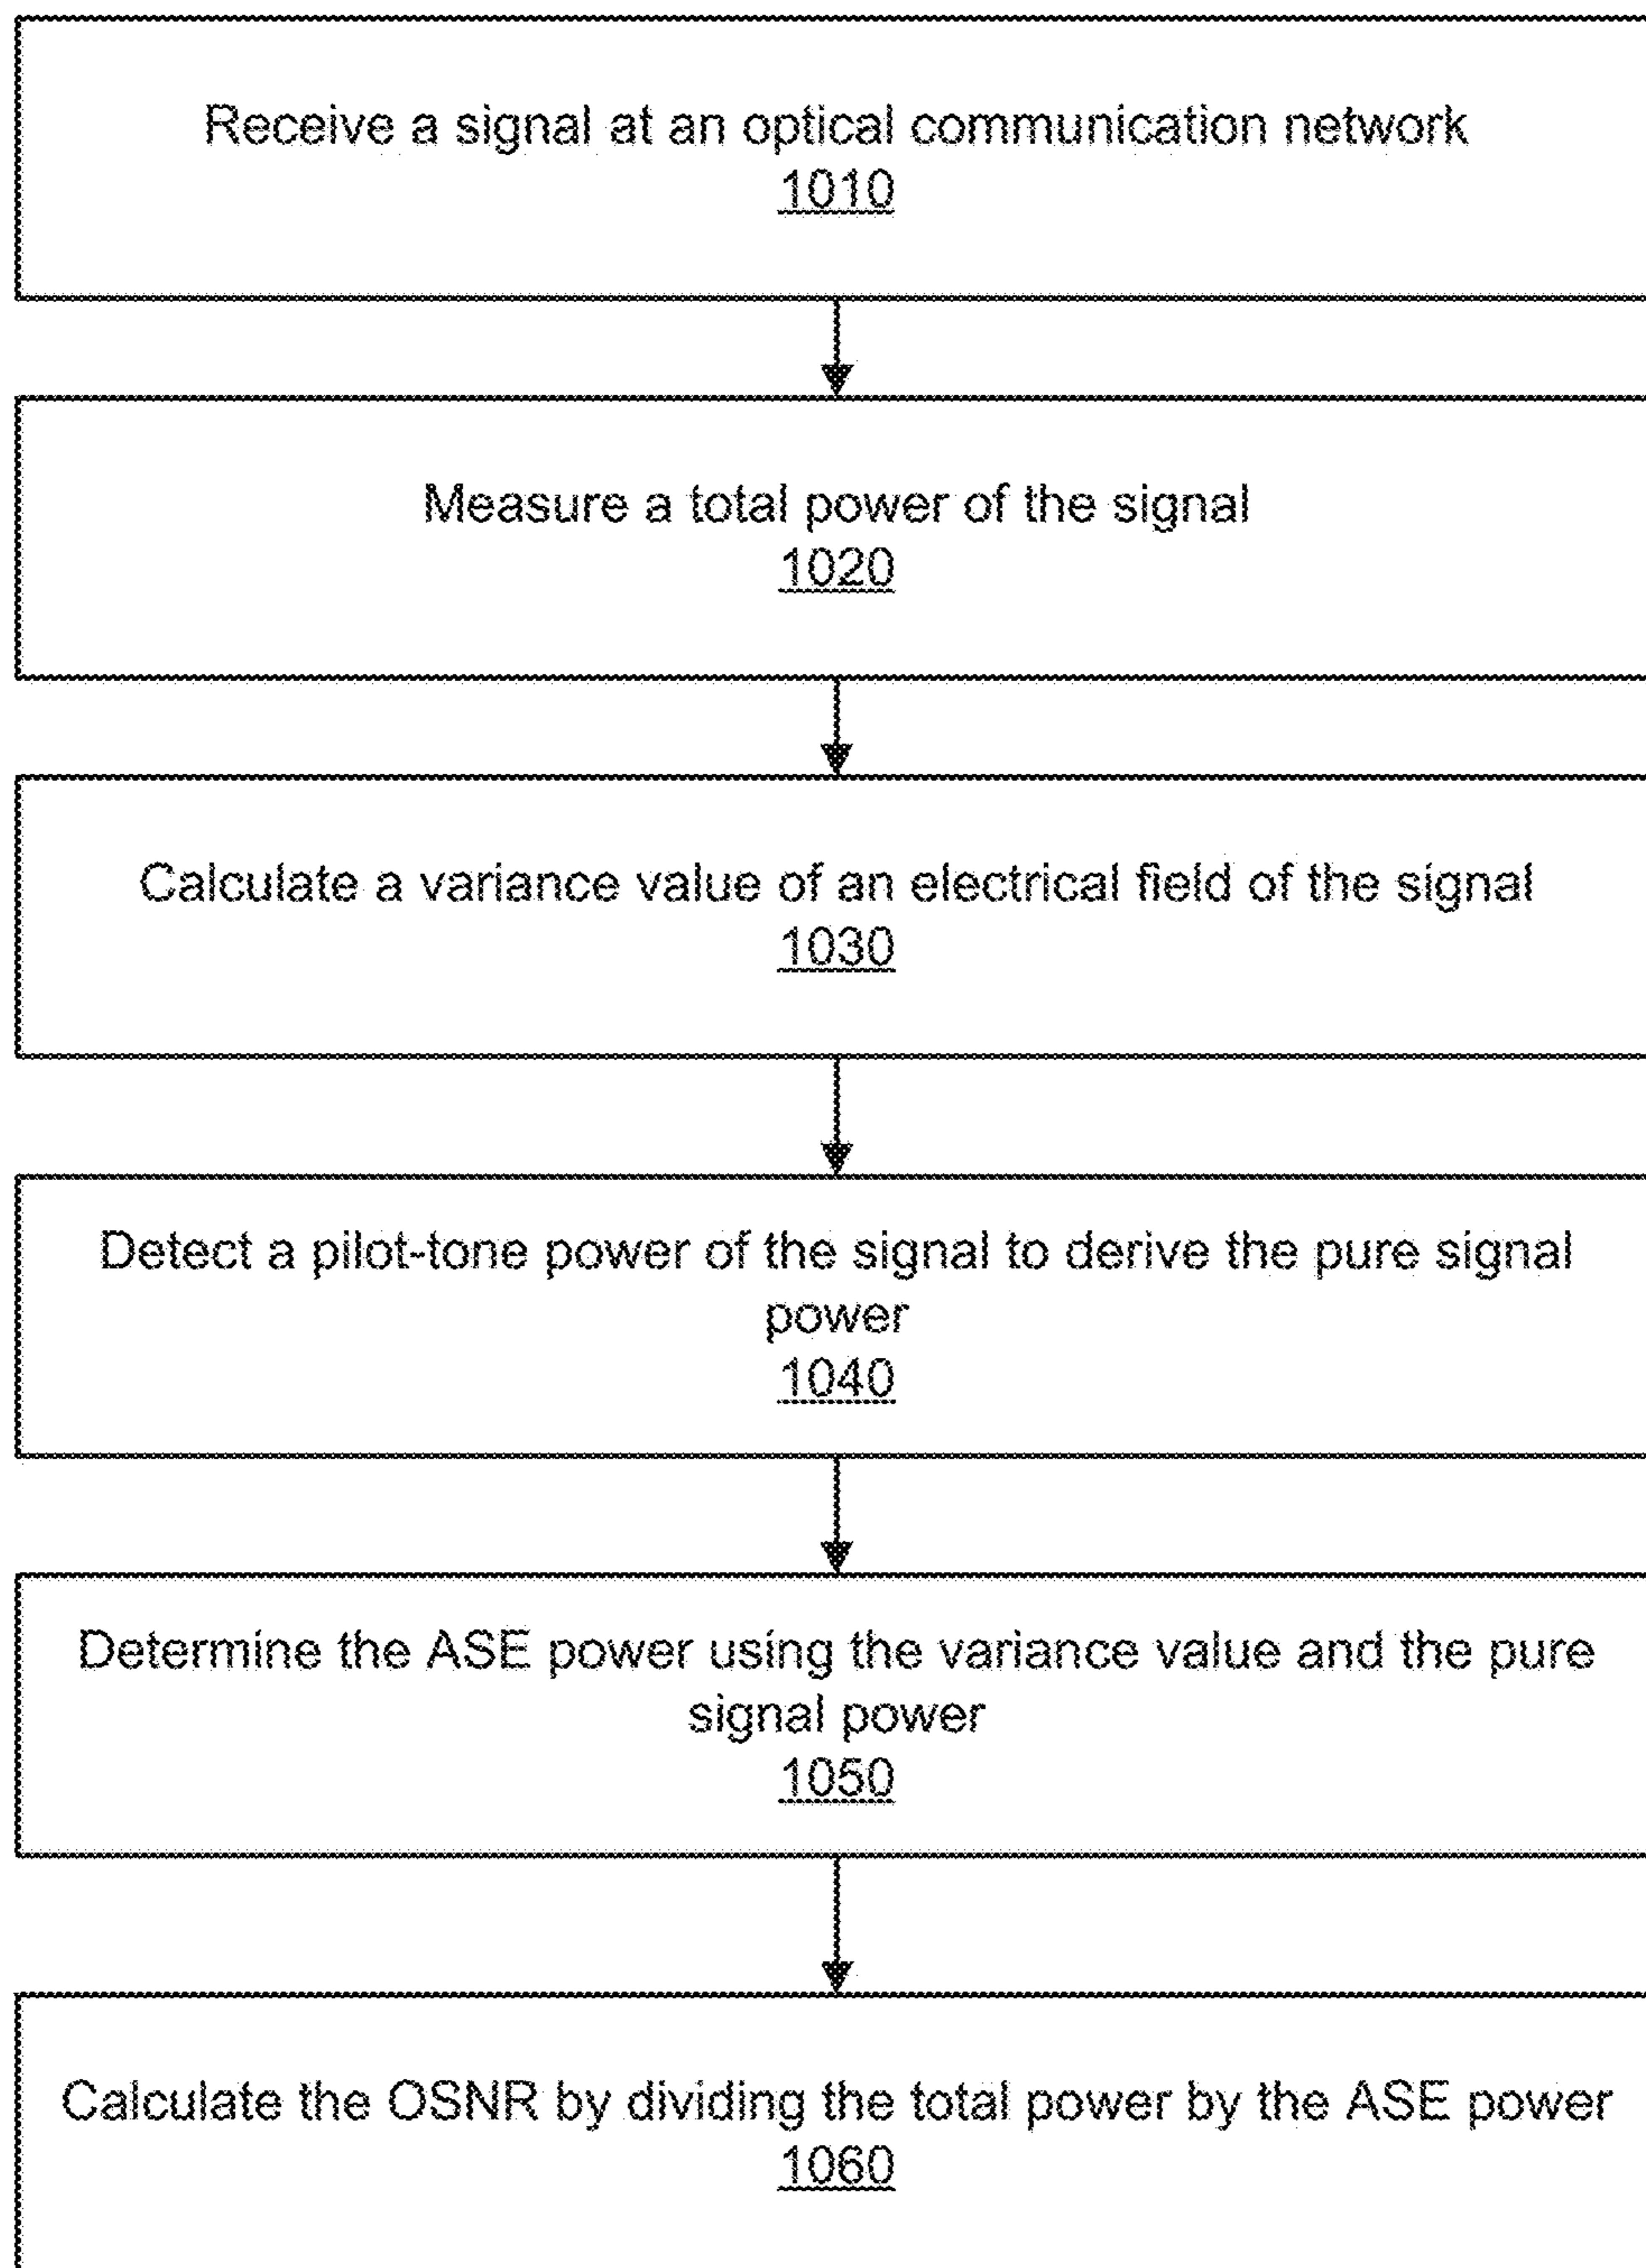 Receive a signal at an optical communication network
1010
Measure a total power of the signal
1020
Calculate a variance value of an electrical field of the signal
1030
Detect a pilot-tone power of the signal to derive the pure signal
power
1040
Determine the ASE power using the variance value and the pure
signal power
1050
Calculate the OSNR by dividing the total power by the ASE power
1060